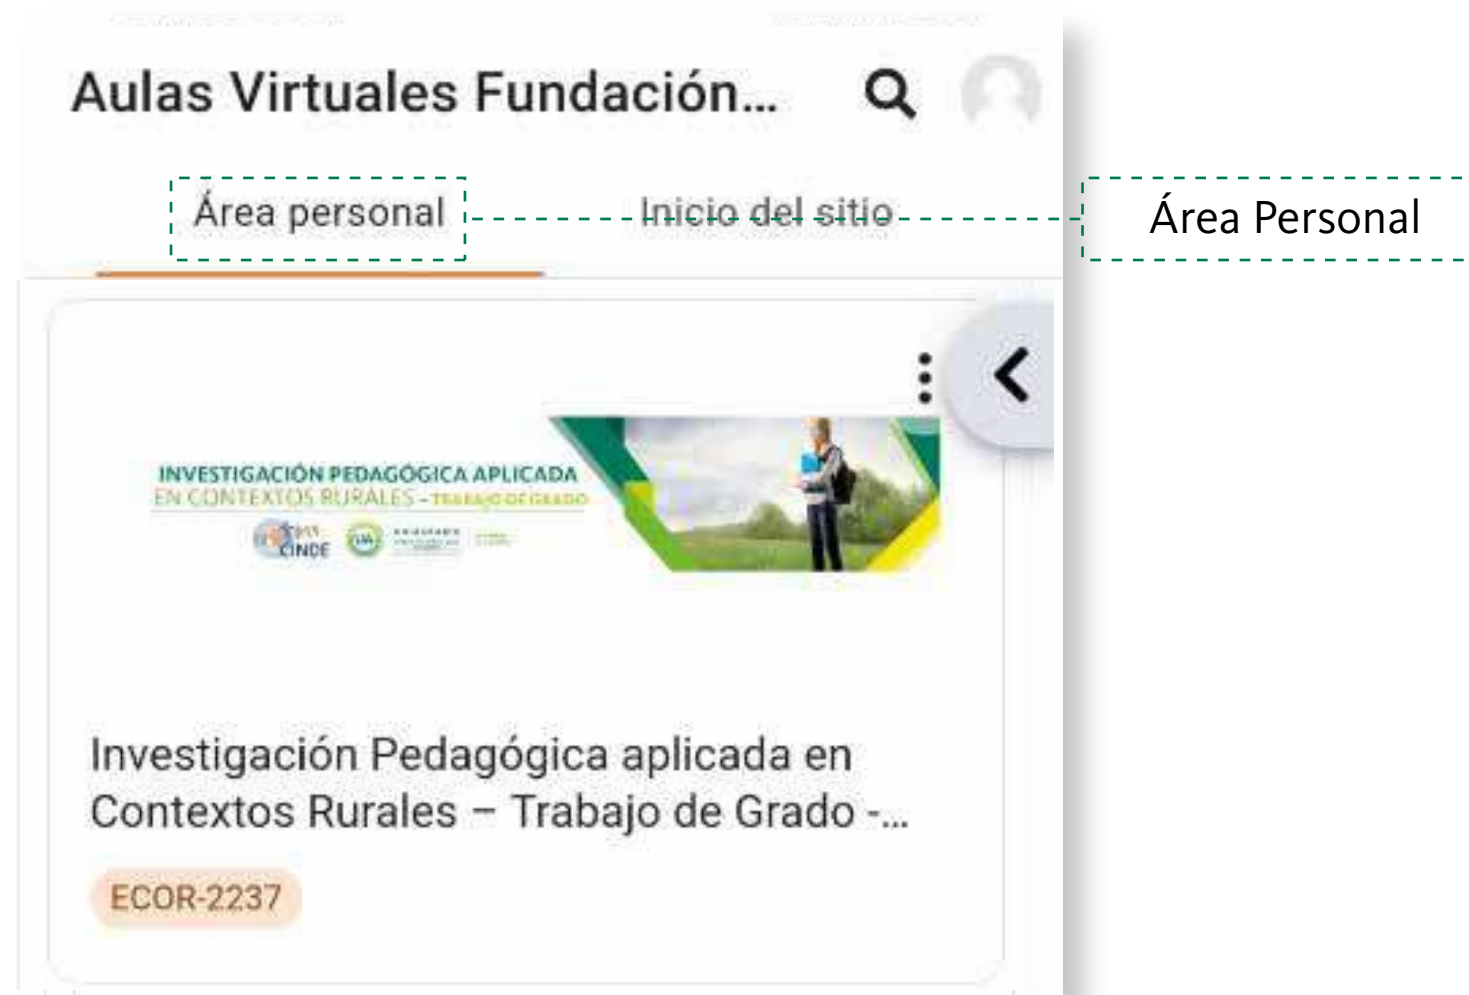 Aulas Virtuales Fundación...
Área personal
Inicio del sitio
Área Personal
INVESTIGACIÓN PEDAGÓGICA APLICADA
EN CONTEXTOS RURALES - TRABAJO DE GRADO
CINDE
Investigación Pedagógica aplicada en
Contextos Rurales – Trabajo de Grado -...
ECOR-2237